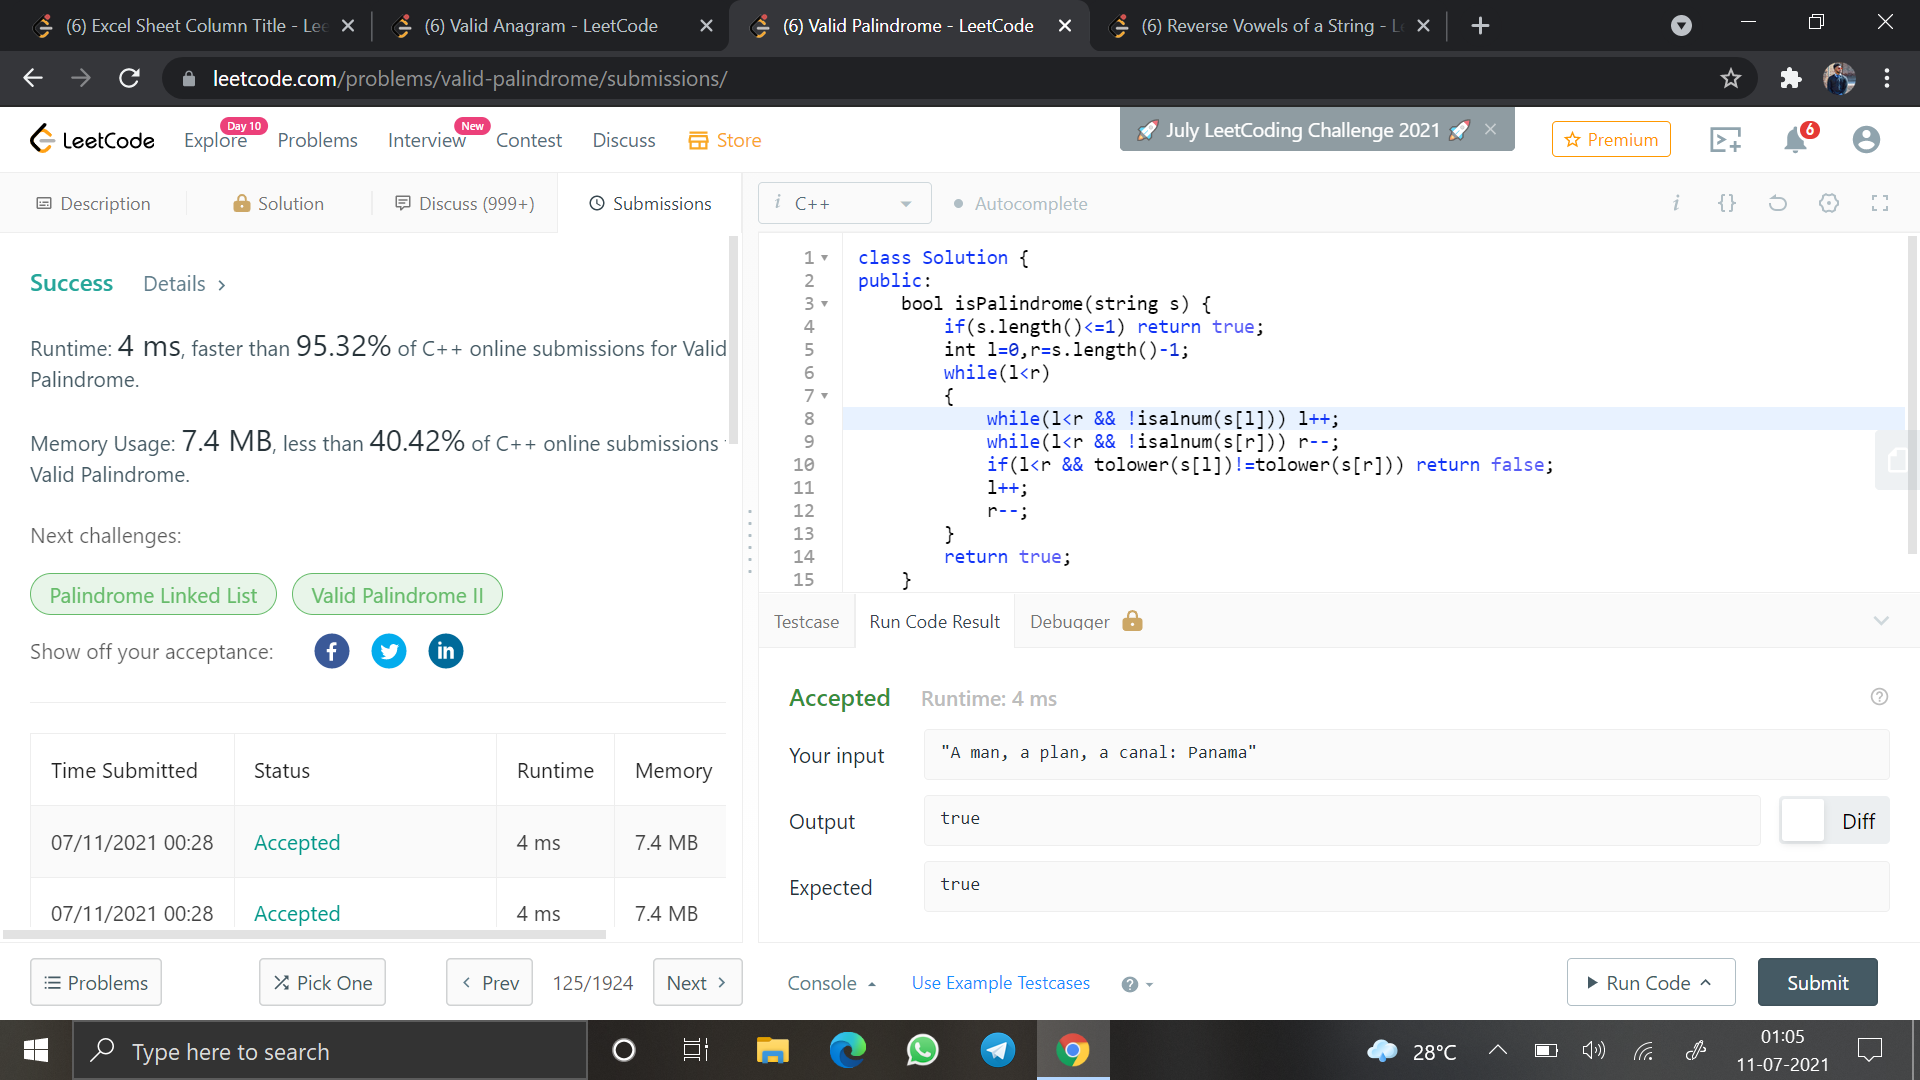 (6) Excel Sheet Column Title - Lee
(6) Valid Anagram - LeetCode
(6) Valid Palindrome - LeetCode
(6) Reverse Vowels of a String - L
leetcode.com/problems/valid-palindrome/submissions/
LeetCode
Explore
Day 10
Problems
Interview
New
Contest
Discuss
Store
🚀 July LeetCoding Challenge 2021 🚀
Premium
6
Description
Solution
Discuss (999+)
Submissions
i C++
Autocomplete
i {}
Success Details >
Runtime: 4 ms, faster than 95.32% of C++ online submissions for Valid
Palindrome.
Memory Usage: 7.4 MB, less than 40.42% of C++ online submissions
Valid Palindrome.
Next challenges:
Palindrome Linked List
Valid Palindrome II
Show off your acceptance:
f
in
Time Submitted Status Runtime Memory
07/11/2021 00:28 Accepted 4 ms 7.4 MB
07/11/2021 00:28 Accepted 4 ms 7.4 MB
1 class Solution {
2 public:
3 bool isPalindrome(string s) {
4 if(s.length()<=1) return true;
5 int l=0,r=s.length()-1;
6 while(l<r)
7 {
8 while(l<r && !isalnum(s[l])) l++;
9 while(l<r && !isalnum(s[r])) r--;
10 if(l<r && tolower(s[l])!=tolower(s[r])) return false;
11 l++;
12 r--;
13 }
14 return true;
15 }
Testcase
Run Code Result
Debugger
Accepted Runtime: 4 ms
Your input "A man, a plan, a canal: Panama"
Output true
Diff
Expected true
Problems
Pick One
< Prev
125/1924
Next >
Console
Use Example Testcases
?
Run Code
Submit
Type here to search
28°C
01:05
11-07-2021